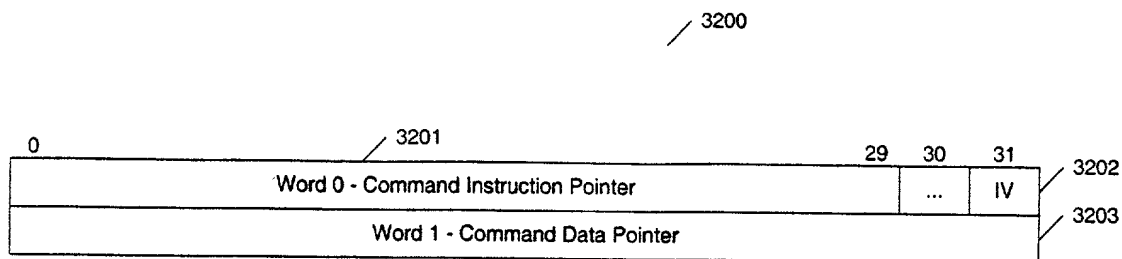 3200
3201
0 29 30 31
Word 0 - Command Instruction Pointer ... IV 3202
Word 1 - Command Data Pointer 3203